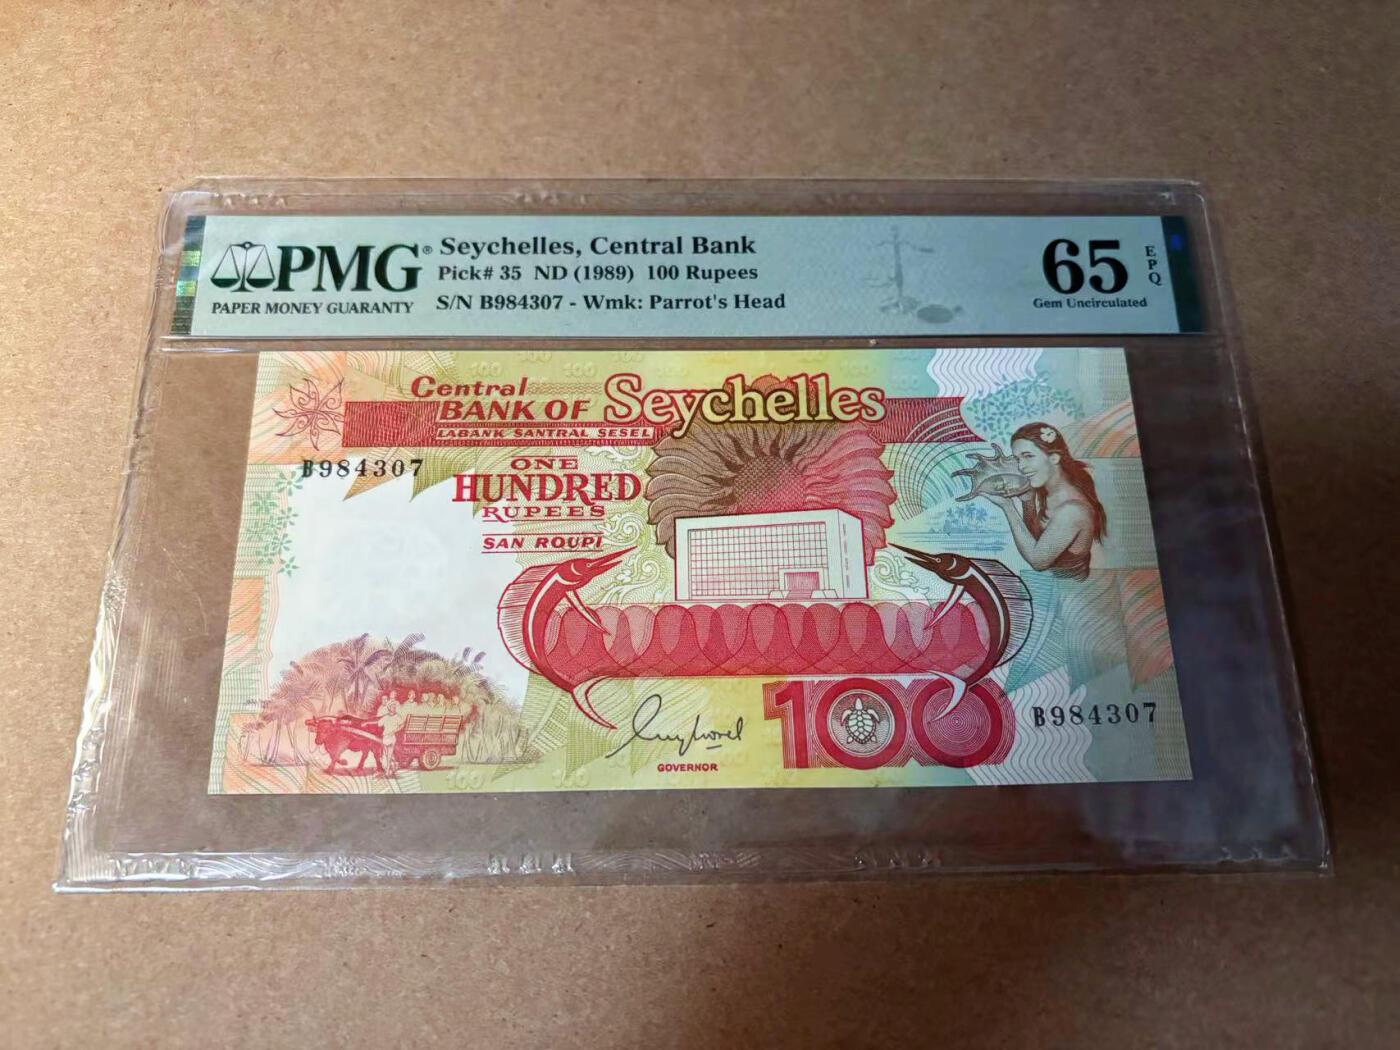 PMG®
PAPER MONEY GUARANTY
Seychelles, Central Bank
Pick# 35 ND (1989) 100 Rupees
S/N B984307 - Wmk: Parrot's Head
65
EPQ
Gem Uncirculated
Central
BANK OF Seychelles
LABANK SANTRAL SESEL
B984307
ONE
HUNDRED
RUPEES
SAN ROUPI
100
B984307
GOVERNOR